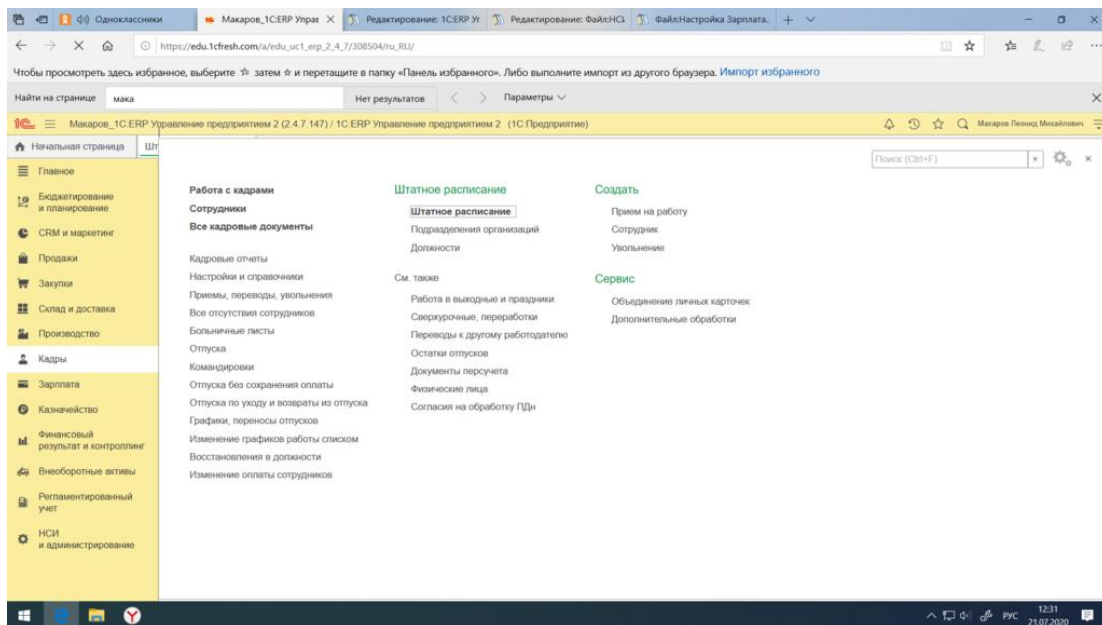 (4) Одноклассники
Макаров_1С:ERP Управ
Редактирование: 1С:ERP Уп
Редактирование: Файл:НСИ
Файл:Настройка Зарплата.
https://edu.1cfresh.com/a/edu_uc1_erp_2_4_7/308504/ru_RU/
Чтобы просмотреть здесь избранное, выберите затем и перетащите в папку «Панель избранного». Либо выполните импорт из другого браузера. Импорт избранного
Найти на странице
мака
Нет результатов
Параметры
Макаров_1С:ERP Управление предприятием 2 (2.4.7.147) / 1С:ERP Управление предприятием 2 (1С:Предприятие)
Макаров Леонид Михайлович
Начальная страница
Шт
Поиск (Ctrl+F)
Главное
Бюджетирование
и планирование
CRM и маркетинг
Продажи
Закупки
Склад и доставка
Производство
Кадры
Зарплата
Казначейство
Финансовый
результат и контроллинг
Внеоборотные активы
Регламентированный
учет
НСИ
и администрирование
Работа с кадрами
Сотрудники
Все кадровые документы
Кадровые отчеты
Настройки и справочники
Приемы, переводы, увольнения
Все отсутствия сотрудников
Больничные листы
Отпуска
Командировки
Отпуска без сохранения оплаты
Отпуска по уходу и возвраты из отпуска
Графики, переносы отпусков
Изменение графиков работы списком
Восстановления в должности
Изменение оплаты сотрудников
Штатное расписание
Штатное расписание
Подразделения организаций
Должности
См. также
Работа в выходные и праздники
Сверхурочные, переработки
Переводы к другому работодателю
Остатки отпусков
Документы персучета
Физические лица
Согласия на обработку ПДн
Создать
Прием на работу
Сотрудник
Увольнение
Сервис
Объединение личных карточек
Дополнительные обработки
РУС
12:31
21.07.2020